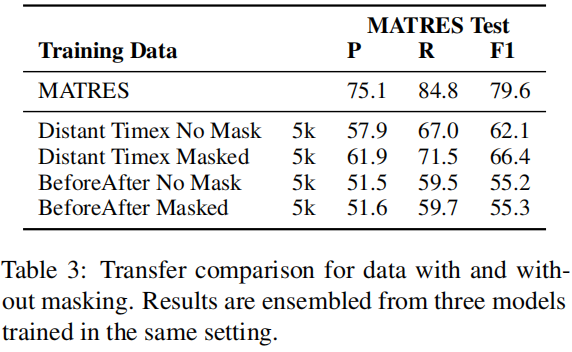 MATRES Test
Training Data P R F1
MATRES 75.1 84.8 79.6
Distant Timex No Mask 5k 57.9 67.0 62.1
Distant Timex Masked 5k 61.9 71.5 66.4
BeforeAfter No Mask 5k 51.5 59.5 55.2
BeforeAfter Masked 5k 51.6 59.7 55.3
Table 3: Transfer comparison for data with and with-
out masking. Results are ensembled from three models
trained in the same setting.